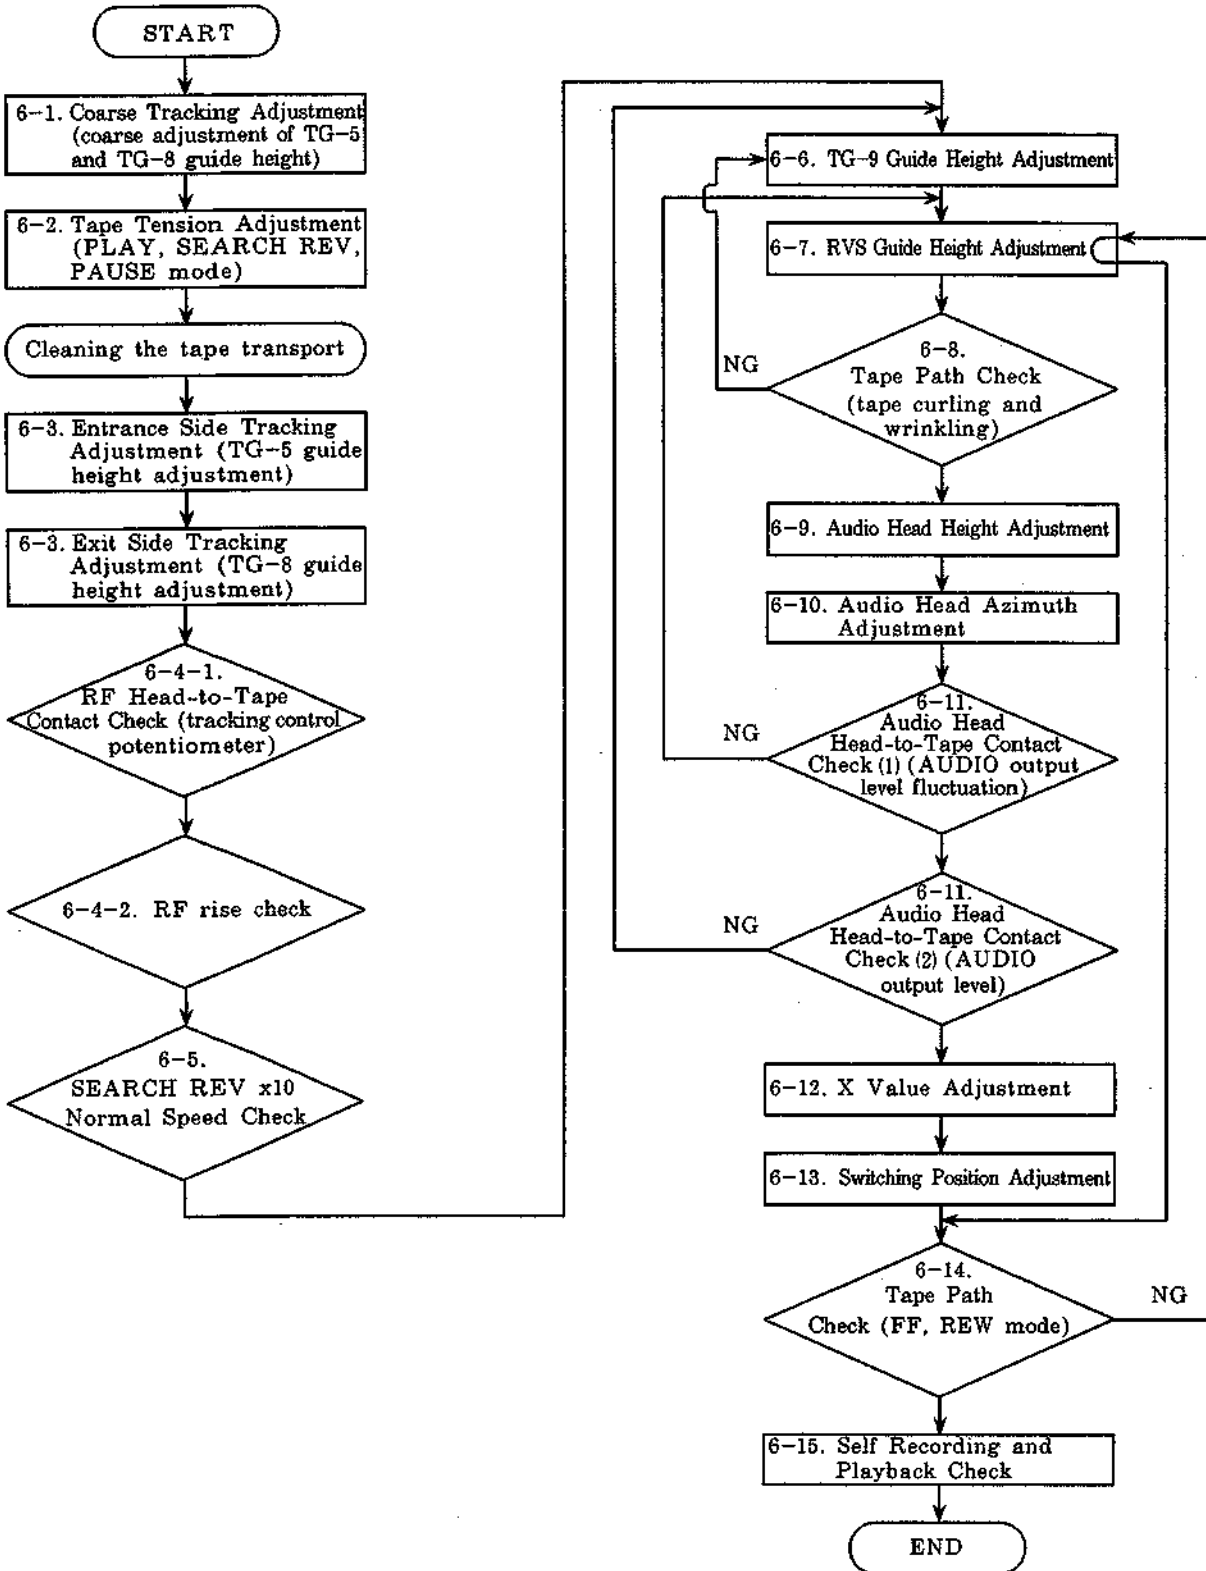 START
6-1. Coarse Tracking Adjustment
(coarse adjustment of TG-5
and TG-8 guide height)
6-2. Tape Tension Adjustment
(PLAY, SEARCH REV,
PAUSE mode)
Cleaning the tape transport
6-3. Entrance Side Tracking
Adjustment (TG-5 guide
height adjustment)
6-3. Exit Side Tracking
Adjustment (TG-8 guide
height adjustment)
6-4-1.
RF Head-to-Tape
Contact Check (tracking control
potentiometer)
6-4-2. RF rise check
6-5.
SEARCH REV x10
Normal Speed Check
6-6. TG-9 Guide Height Adjustment
6-7. RVS Guide Height Adjustment
NG
6-8.
Tape Path Check
(tape curling and
wrinkling)
6-9. Audio Head Height Adjustment
6-10. Audio Head Azimuth
Adjustment
NG
6-11.
Audio Head
Head-to-Tape Contact
Check (1) (AUDIO output
level fluctuation)
NG
6-11.
Audio Head
Head-to-Tape Contact
Check (2) (AUDIO
output level)
6-12. X Value Adjustment
6-13. Switching Position Adjustment
6-14.
Tape Path
Check (FF, REW mode)
NG
6-15. Self Recording and
Playback Check
END